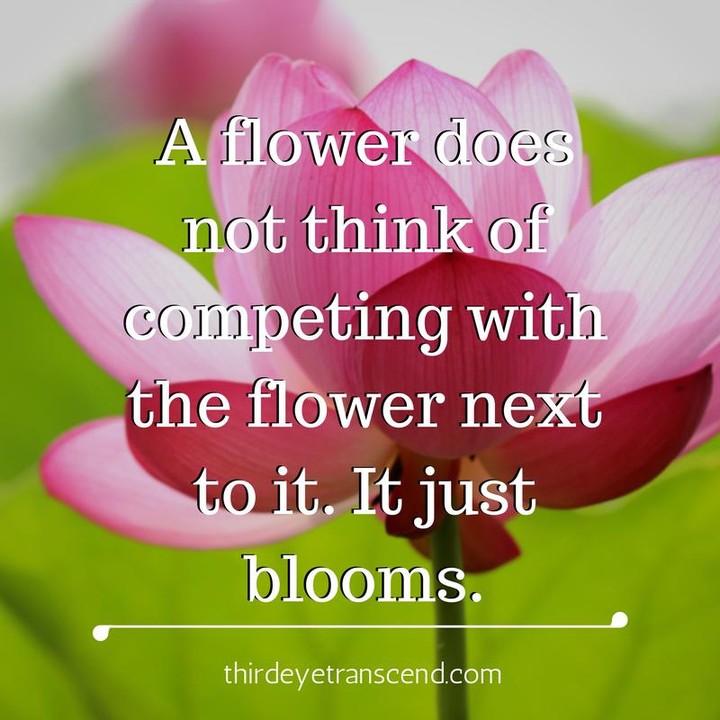 A flower does
not think of
competing with
the flower next
to it. It just
blooms.
thirdeyetranscend.com